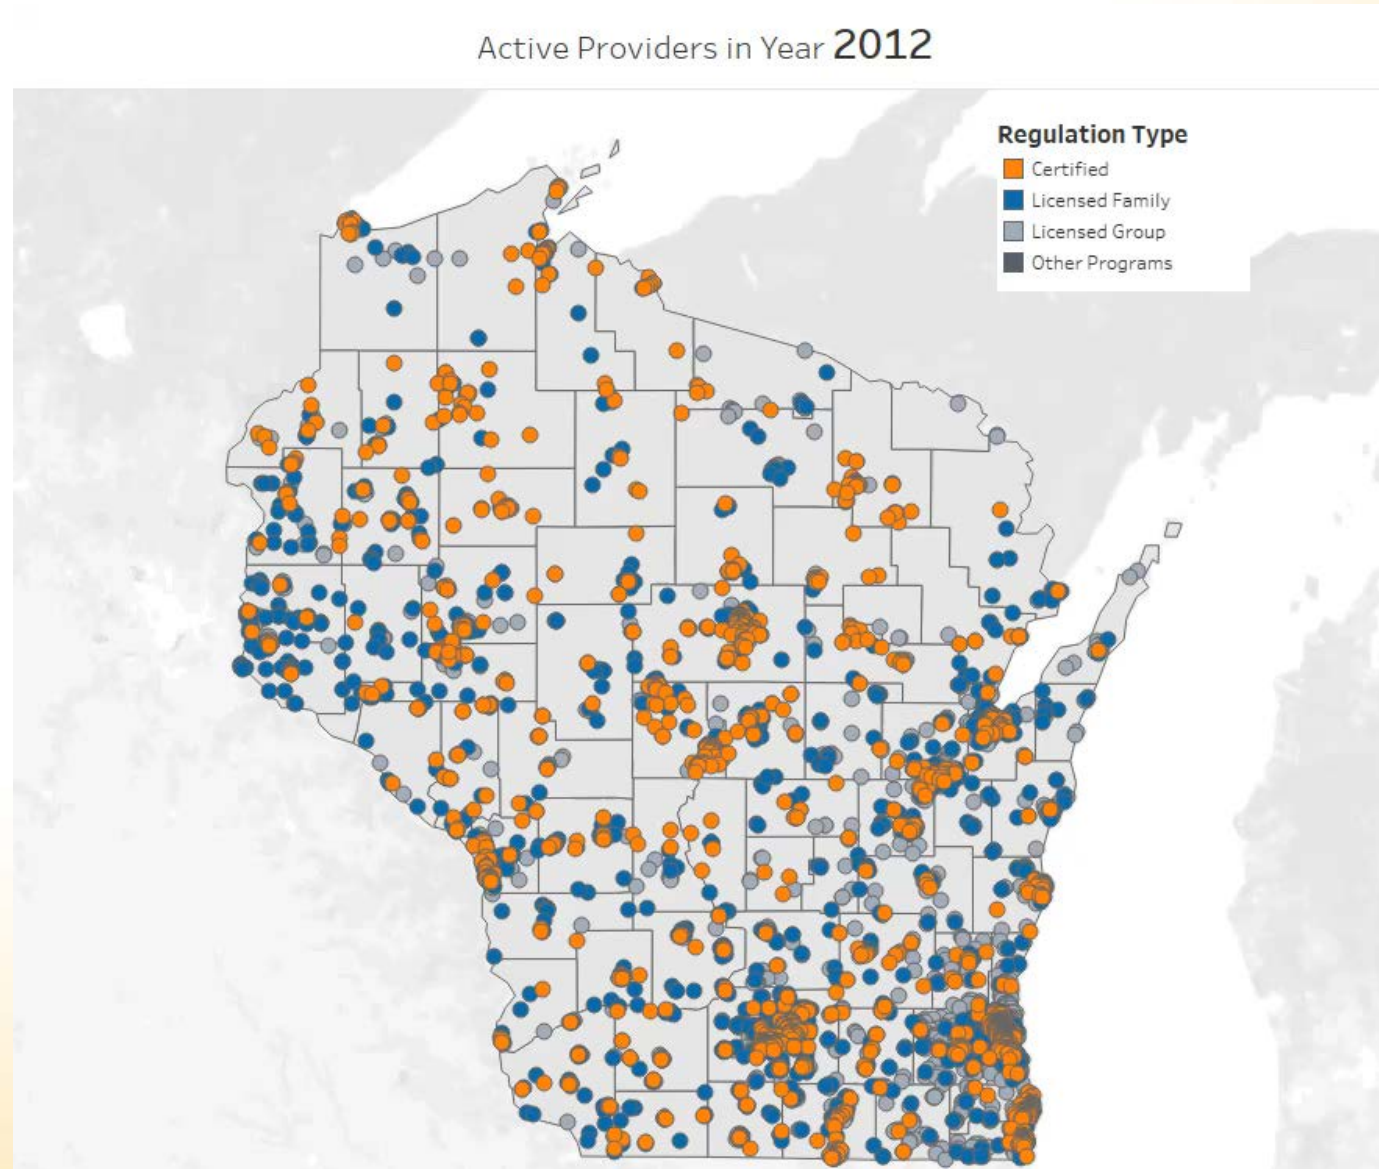 Active Providers in Year 2012
Regulation Type
Certified
Licensed Family
Licensed Group
Other Programs